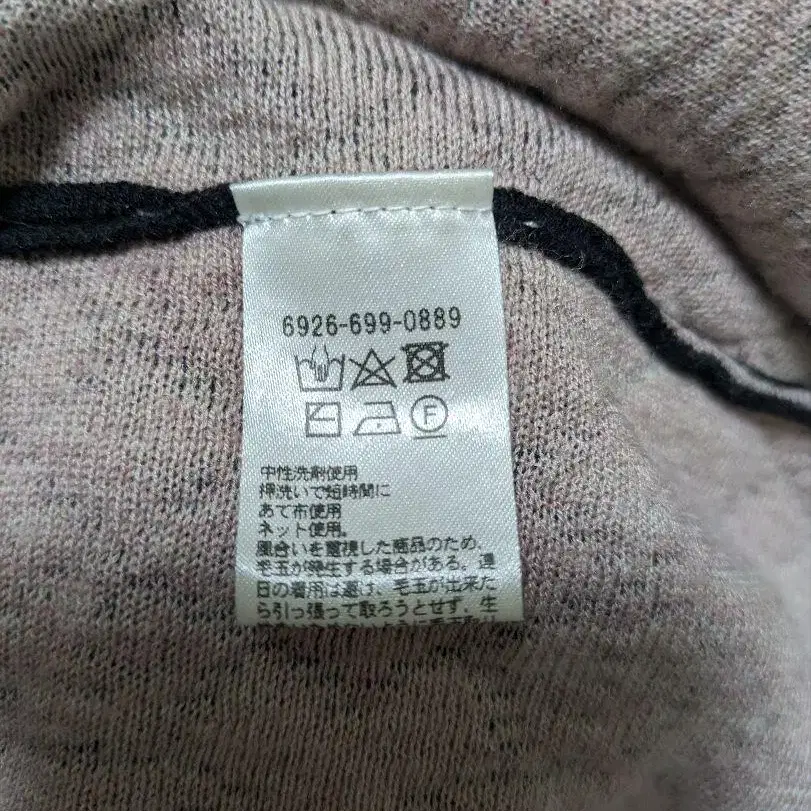 6926-699-0889
F
中性洗剤使用
押洗いで短時間に
あて布使用
ネット使用。
風合いを重視した商品のため、
毛玉が発生する場合がある。連
日の着用は避け、毛玉が出来た
ら引っ張って取ろうとせず、生